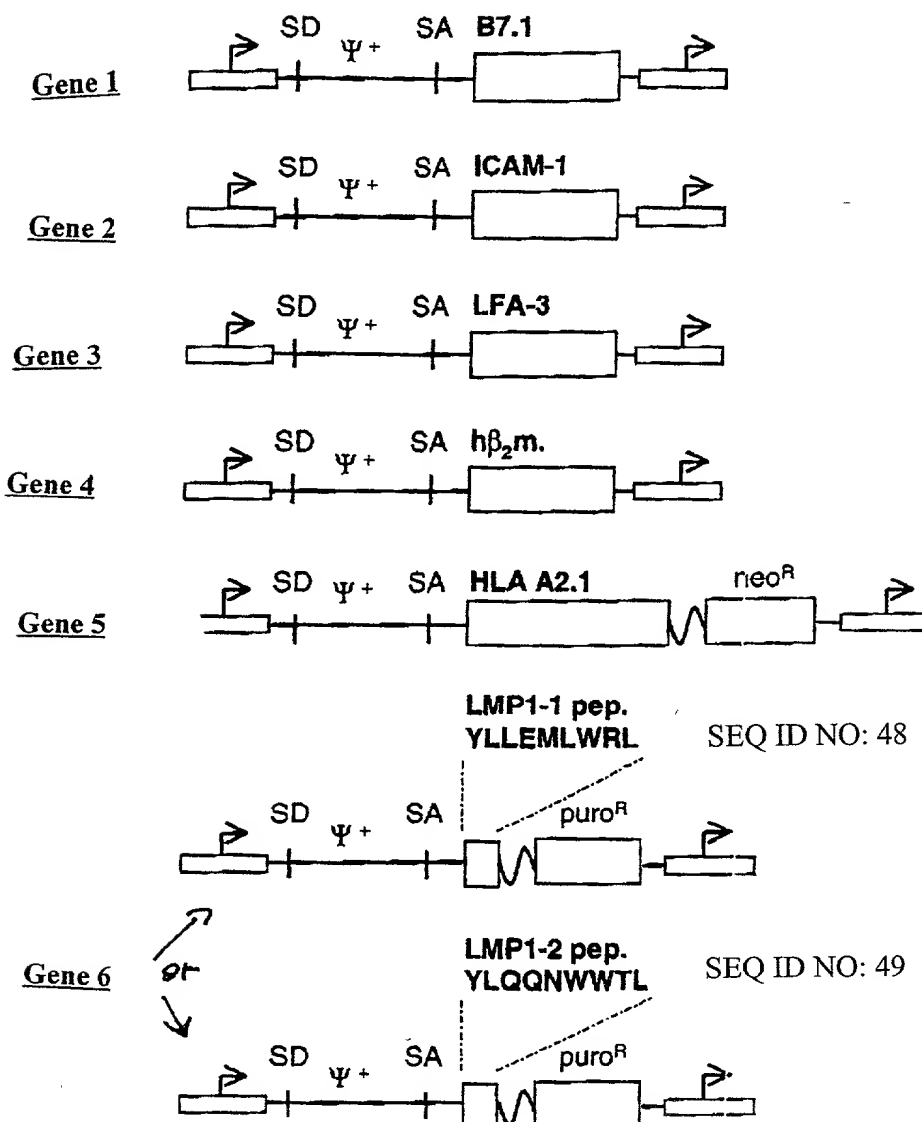 SD Ψ+ SA B7.1
Gene 1
SD Ψ+ SA ICAM-1
Gene 2
SD Ψ+ SA LFA-3
Gene 3
SD Ψ+ SA hβ₂m.
Gene 4
SD Ψ+ SA HLA A2.1 neoᴿ
Gene 5
LMP1-1 pep.
YLLEMLWRL SEQ ID NO: 48
SD Ψ+ SA puroᴿ
Gene 6 or
LMP1-2 pep.
YLQQNWWTL SEQ ID NO: 49
SD Ψ+ SA puroᴿ